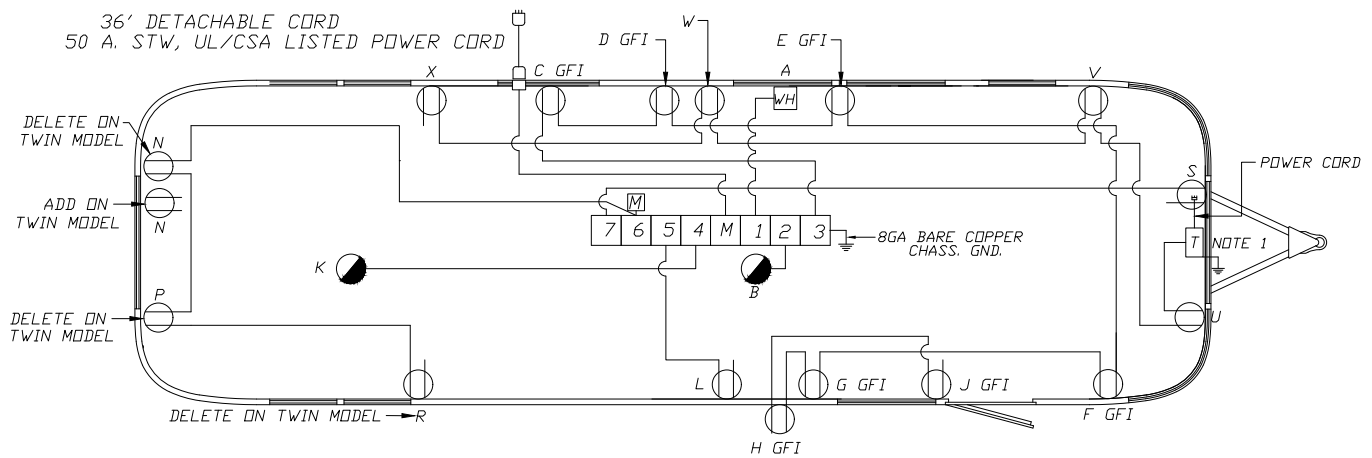 36' DETACHABLE CORD
50 A. STW, UL/CSA LISTED POWER CORD
W
D GFI
E GFI
X
C GFI
A
V
WH
DELETE ON
TWIN MODEL
N
S
POWER CORD
ADD ON
TWIN MODEL
N
M
7 6 5 4 M 1 2 3
8GA BARE COPPER
CHASS. GND.
T
NOTE 1
K
B
P
DELETE ON
TWIN MODEL
U
L
G GFI
J GFI
DELETE ON TWIN MODEL
R
F GFI
H GFI